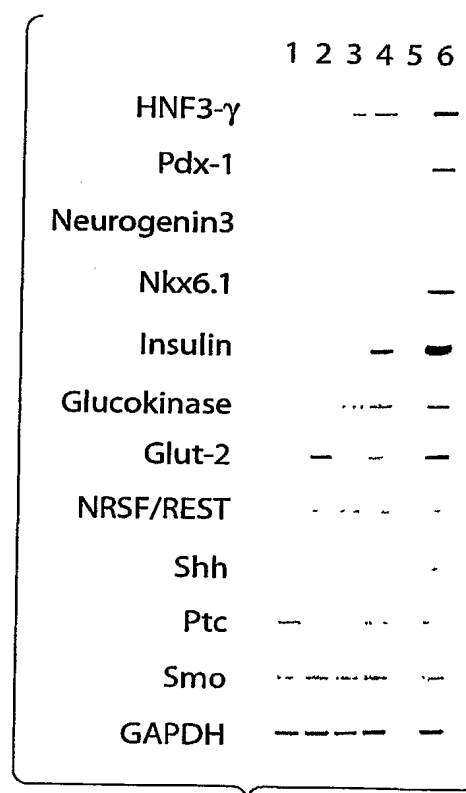 1 2 3 4 5 6
HNF3-γ
Pdx-1
Neurogenin3
Nkx6.1
Insulin
Glucokinase
Glut-2
NRSF/REST
Shh
Ptc
Smo
GAPDH